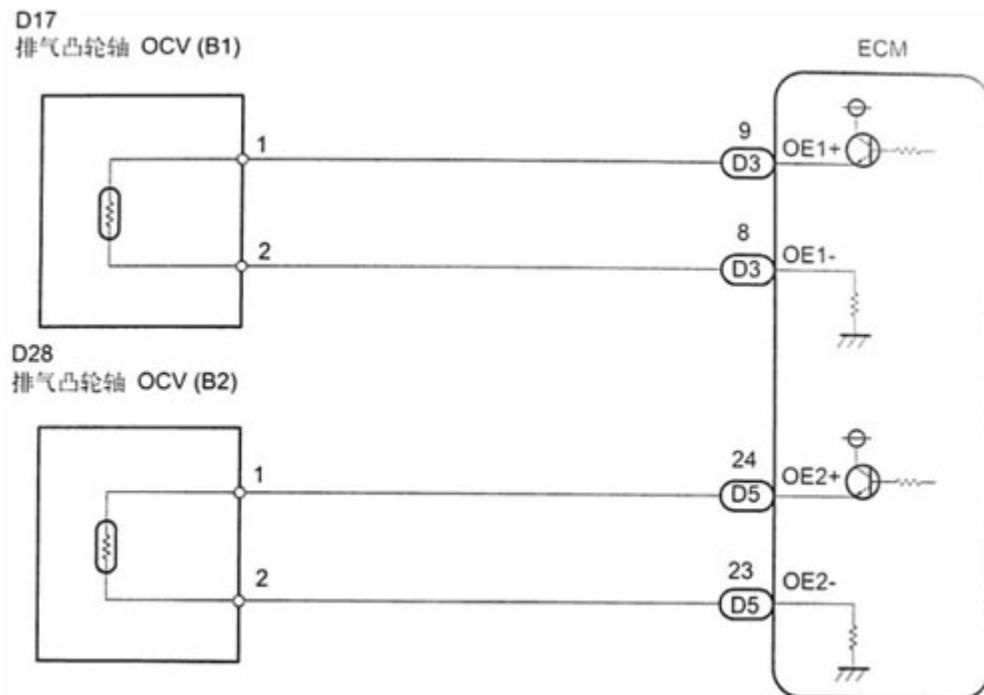 D17
排气凸轮轴 OCV (B1)
ECM
1
9
D3
OE1+
2
8
D3
OE1-
D28
排气凸轮轴 OCV (B2)
1
24
D5
OE2+
2
23
D5
OE2-